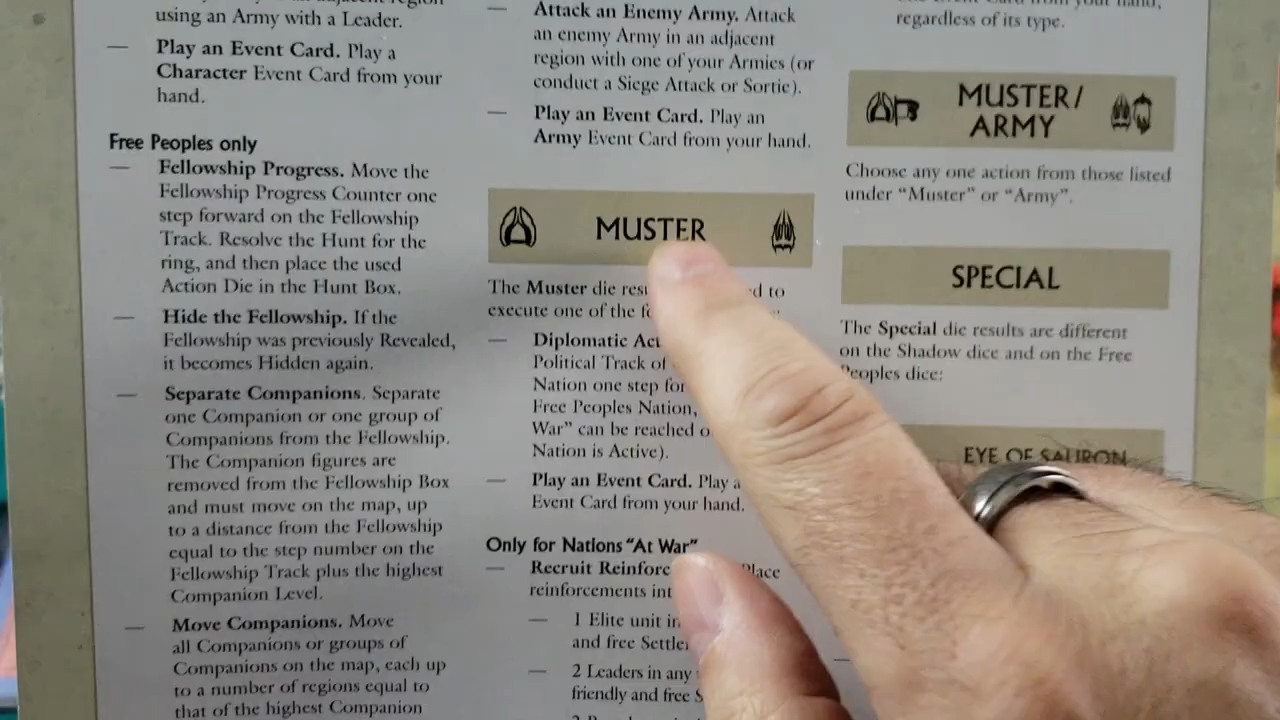 using an Army with a Leader.
— Play an Event Card. Play a
Character Event Card from your
hand.
Free Peoples only
— Fellowship Progress. Move the
Fellowship Progress Counter one
step forward on the Fellowship
Track. Resolve the Hunt for the
ring, and then place the used
Action Die in the Hunt Box.
— Hide the Fellowship. If the
Fellowship was previously Revealed,
it becomes Hidden again.
— Separate Companions. Separate
one Companion or one group of
Companions from the Fellowship.
The Companion figures are
removed from the Fellowship Box
and must move on the map, up
to a distance from the Fellowship
equal to the step number on the
Fellowship Track plus the highest
Companion Level.
— Move Companions. Move
all Companions or groups of
Companions on the map, each up
to a number of regions equal to
that of the highest Companion
— Attack an Enemy Army. Attack
an enemy Army in an adjacent
region with one of your Armies (or
conduct a Siege Attack or Sortie).
— Play an Event Card. Play an
Army Event Card from your hand.
MUSTER
The Muster die to
execute one of the
— Diplomatic
Political Track of
Nation one step
Free Peoples Nation,
War” can be reached
Nation is Active).
— Play an Event Card. Play
Event Card from your hand.
Only for Nations “At War”
— Recruit
reinforcements
— 1 Elite unit
and free
— 2 Leaders in any
friendly and free
regardless of its type.
MUSTER/
ARMY
Choose any one action from those listed
under “Muster” or “Army”.
SPECIAL
The Special die results are different
on the Shadow dice and on the Free
Peoples dice:
EYE OF SAURON